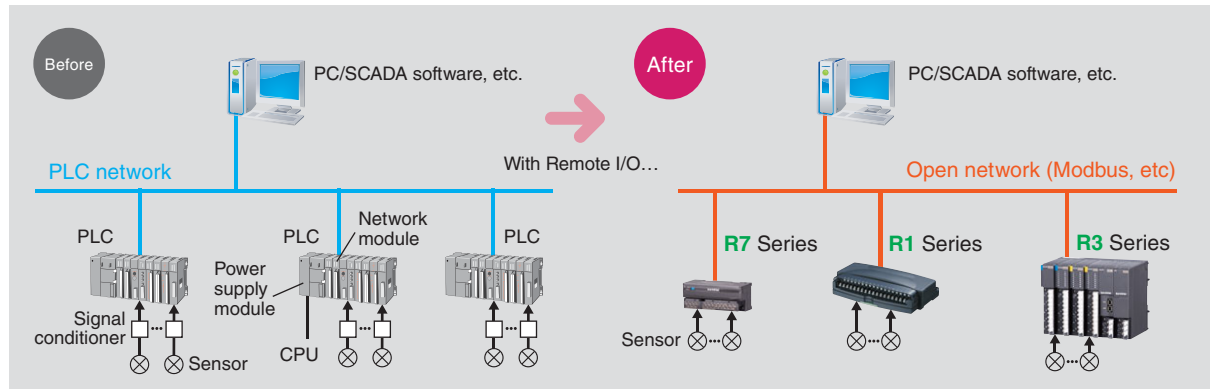 Before
PC/SCADA software, etc.
PLC network
PLC
PLC
Network
module
PLC
Power
supply
module
Signal
conditioner
Sensor
CPU
With Remote I/O…
After
PC/SCADA software, etc.
Open network (Modbus, etc)
R7 Series
R1 Series
R3 Series
Sensor